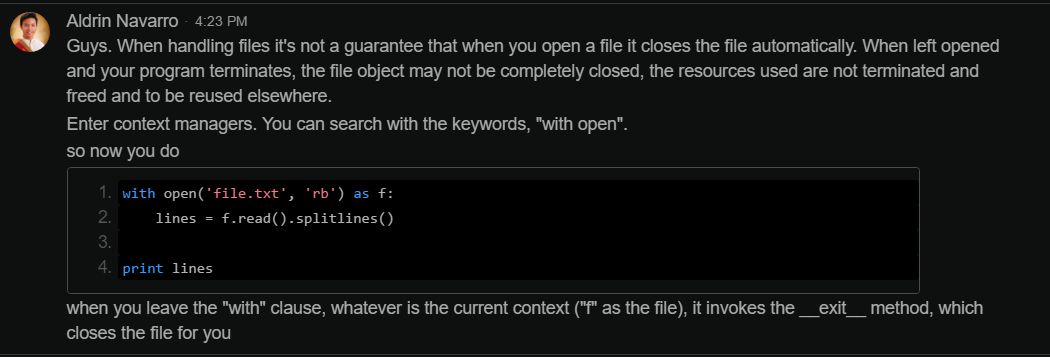 Aldrin Navarro · 4:23 PM
Guys. When handling files it's not a guarantee that when you open a file it closes the file automatically. When left opened
and your program terminates, the file object may not be completely closed, the resources used are not terminated and
freed and to be reused elsewhere.
Enter context managers. You can search with the keywords, "with open".
so now you do
1. with open('file.txt', 'rb') as f:
2.     lines = f.read().splitlines()
3.
4. print lines
when you leave the "with" clause, whatever is the current context ("f" as the file), it invokes the __exit__ method, which
closes the file for you